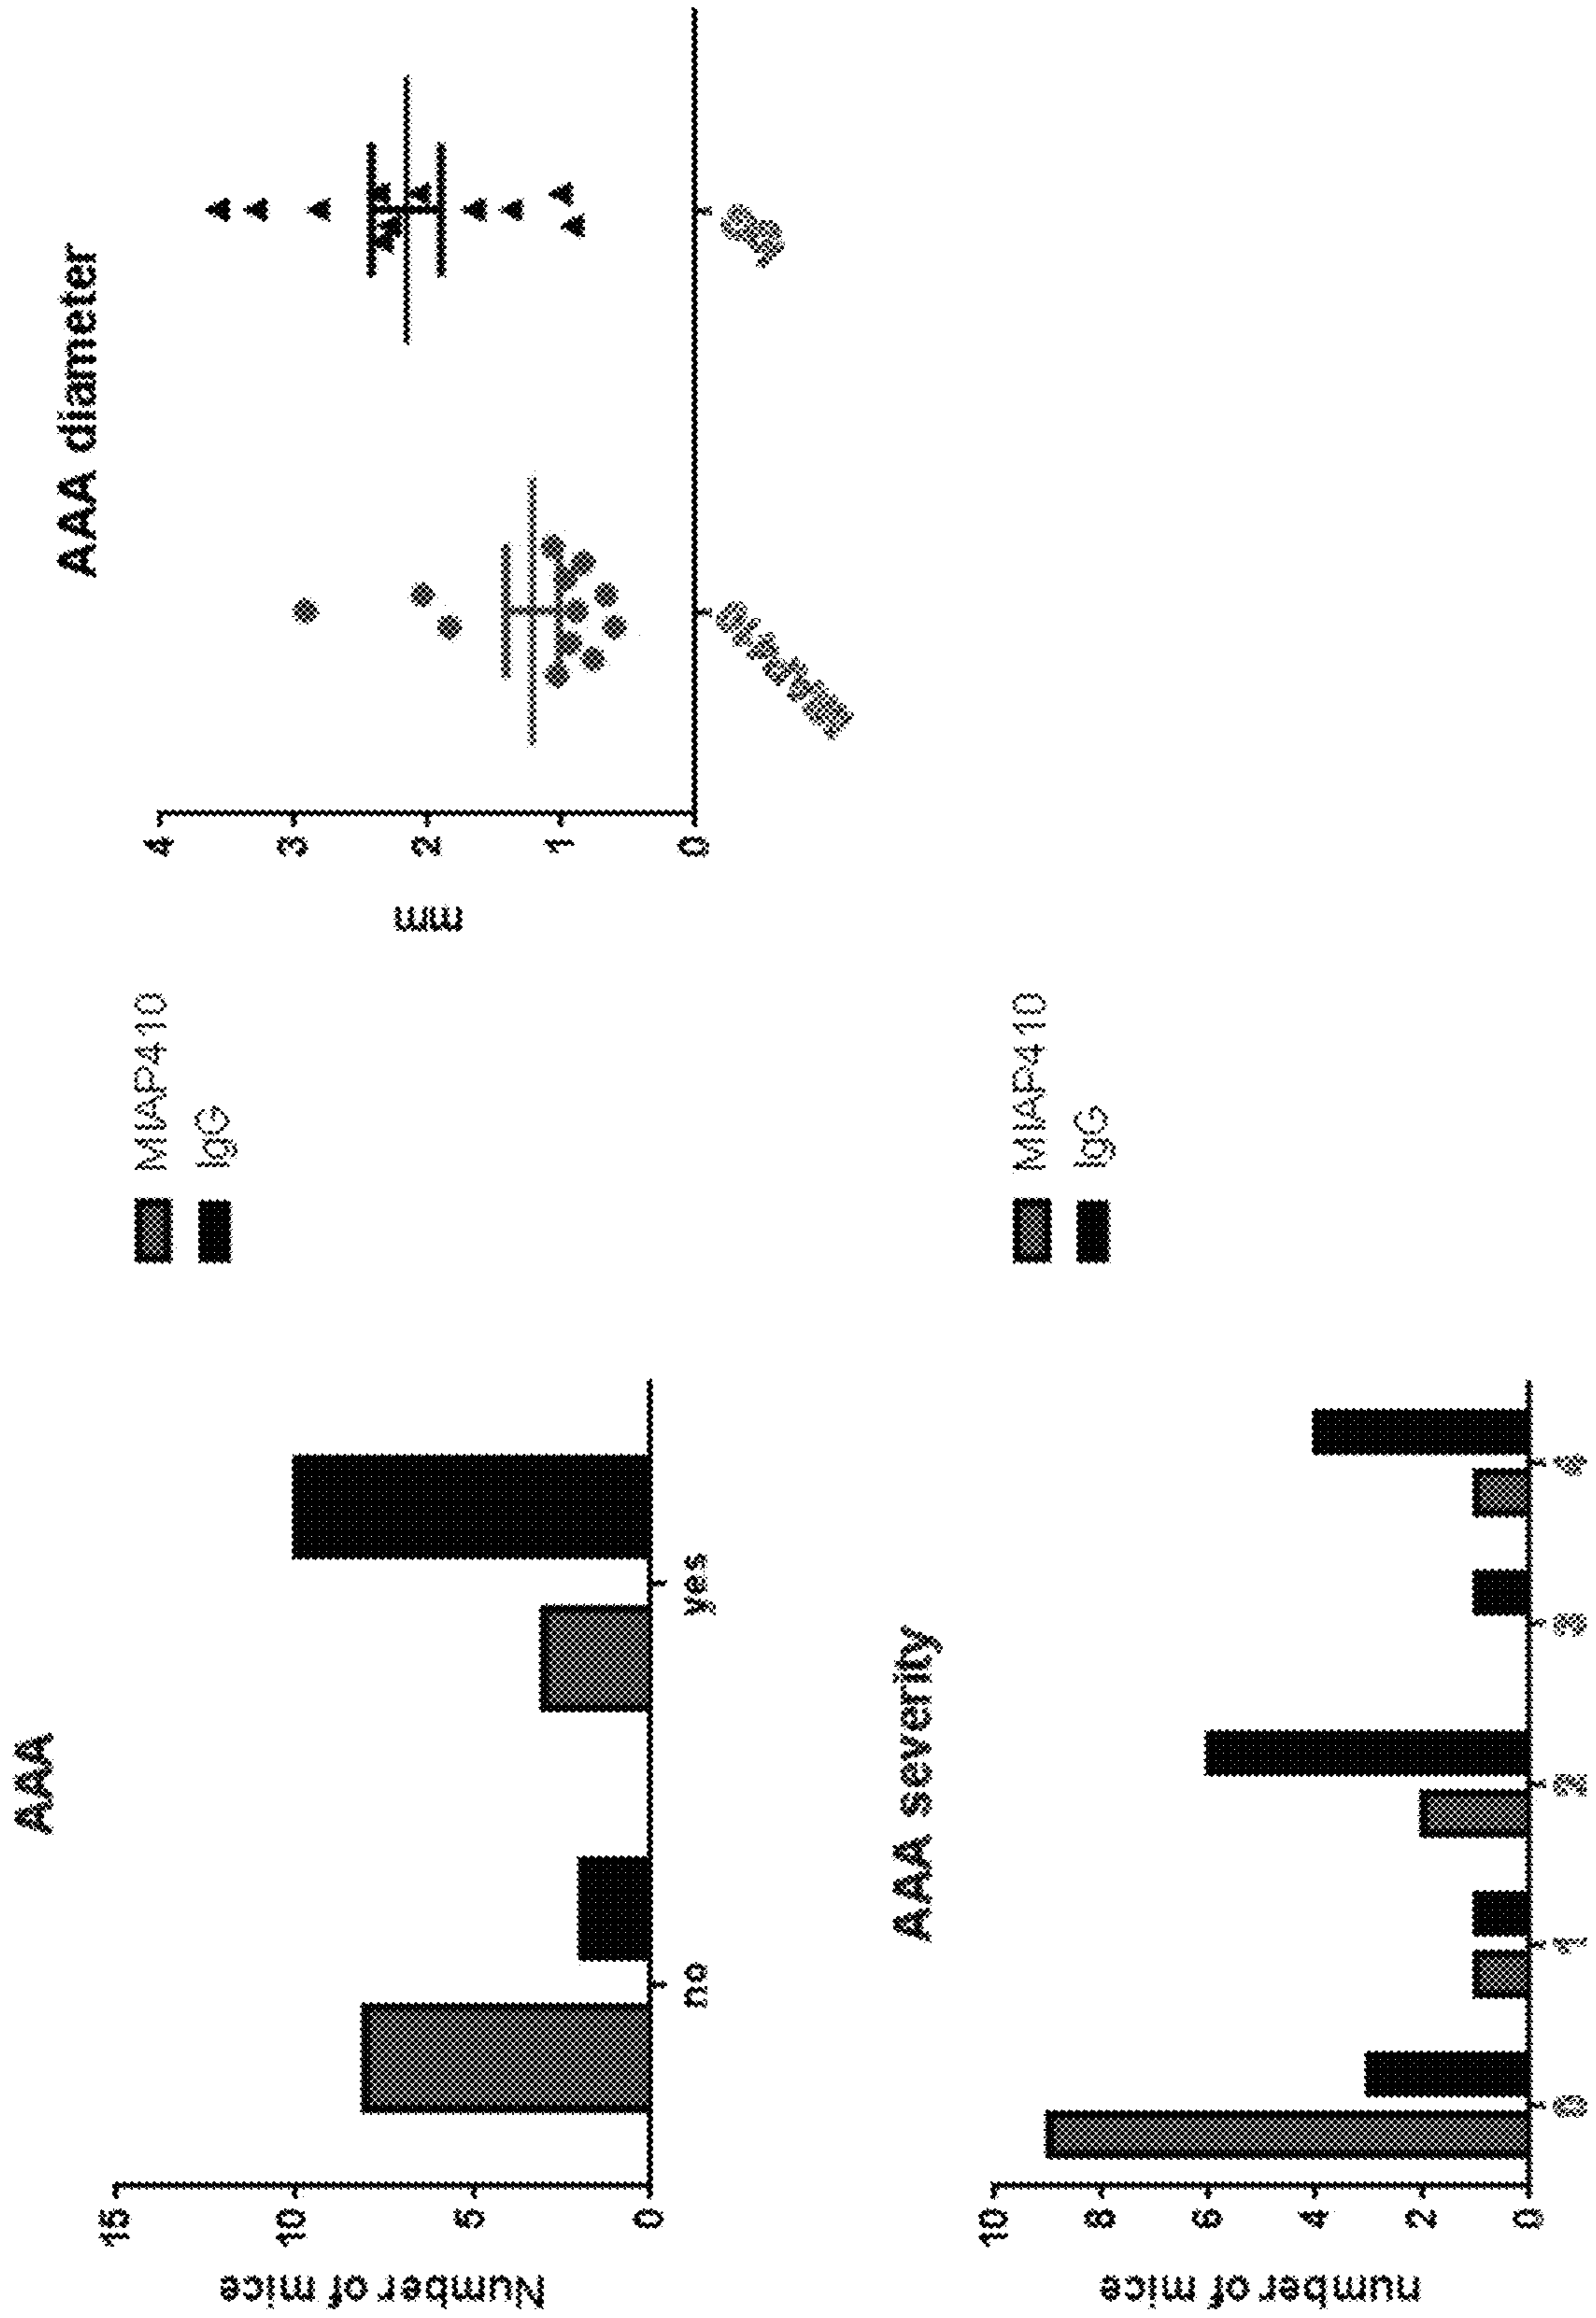 AAA
Number of mice
15
10
5
0
no
yes
MIAP410
IgG
AAA diameter
mm
4
3
2
1
0
MIAP410
IgG
AAA severity
number of mice
10
8
6
4
2
0
0
1
2
3
4
MIAP410
IgG